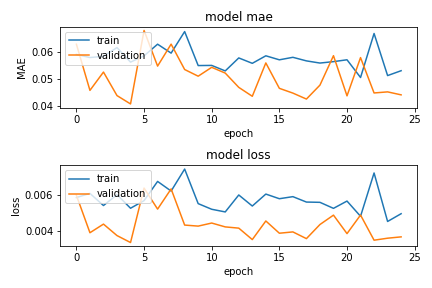 model mae
0.06
0.05
0.04
MAE
train
validation
0 5 10 15 20 25
epoch
model loss
0.006
0.004
loss
train
validation
0 5 10 15 20 25
epoch